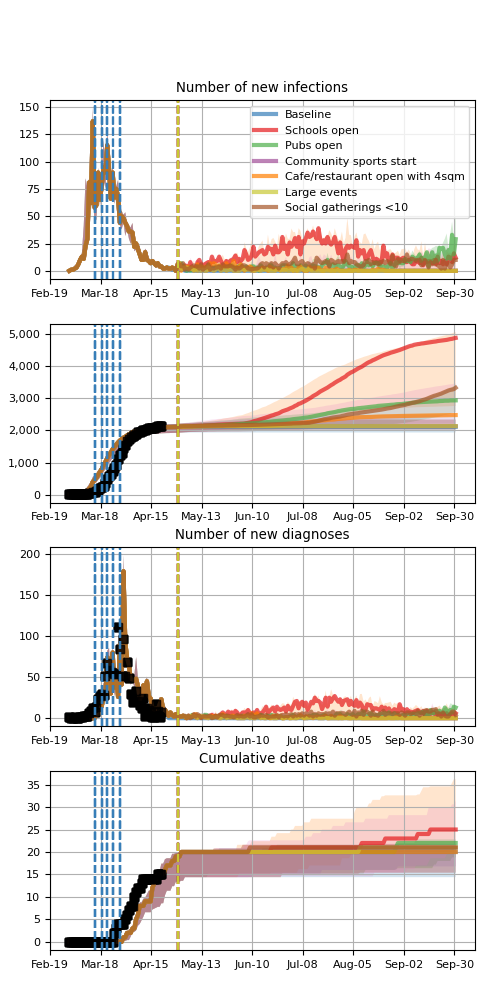 Number of new infections
150
125
100
75
50
25
0
Baseline
Schools open
Pubs open
Community sports start
Cafe/restaurant open with 4sqm
Large events
Social gatherings <10
Feb-19 Mar-18 Apr-15 May-13 Jun-10 Jul-08 Aug-05 Sep-02 Sep-30
Cumulative infections
5,000
4,000
3,000
2,000
1,000
0
Feb-19 Mar-18 Apr-15 May-13 Jun-10 Jul-08 Aug-05 Sep-02 Sep-30
Number of new diagnoses
200
150
100
50
0
Feb-19 Mar-18 Apr-15 May-13 Jun-10 Jul-08 Aug-05 Sep-02 Sep-30
Cumulative deaths
35
30
25
20
15
10
5
0
Feb-19 Mar-18 Apr-15 May-13 Jun-10 Jul-08 Aug-05 Sep-02 Sep-30